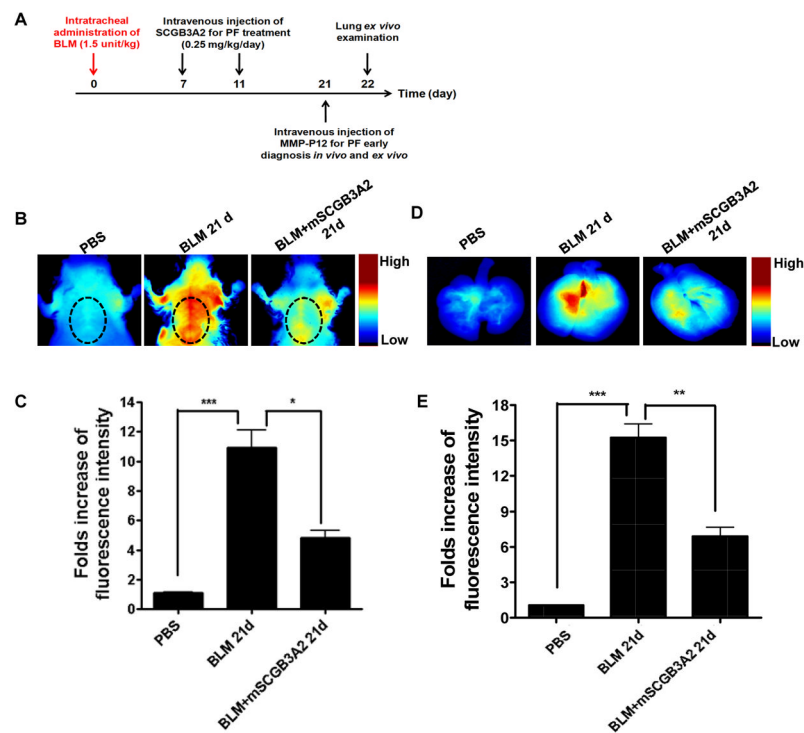 A
Intratracheal
administration of
BLM (1.5 unit/kg)
Intravenous injection of
SCGB3A2 for PF treatment
(0.25 mg/kg/day)
Lung ex vivo
examination
0 7 11 21 22
Time (day)
Intravenous injection of
MMP-P12 for PF early
diagnosis in vivo and ex vivo
B
PBS
BLM 21 d
BLM+mSCGB3A2
21d
High
Low
D
PBS
BLM 21 d
BLM+mSCGB3A2
21d
High
Low
C
Folds increase of
fluorescence intensity
14
12
10
8
6
4
2
0
***
*
PBS
BLM 21d
BLM+mSCGB3A2 21d
E
Folds increase of
fluorescence intensity
18
15
12
9
6
3
0
***
**
PBS
BLM 21d
BLM+mSCGB3A2 21d